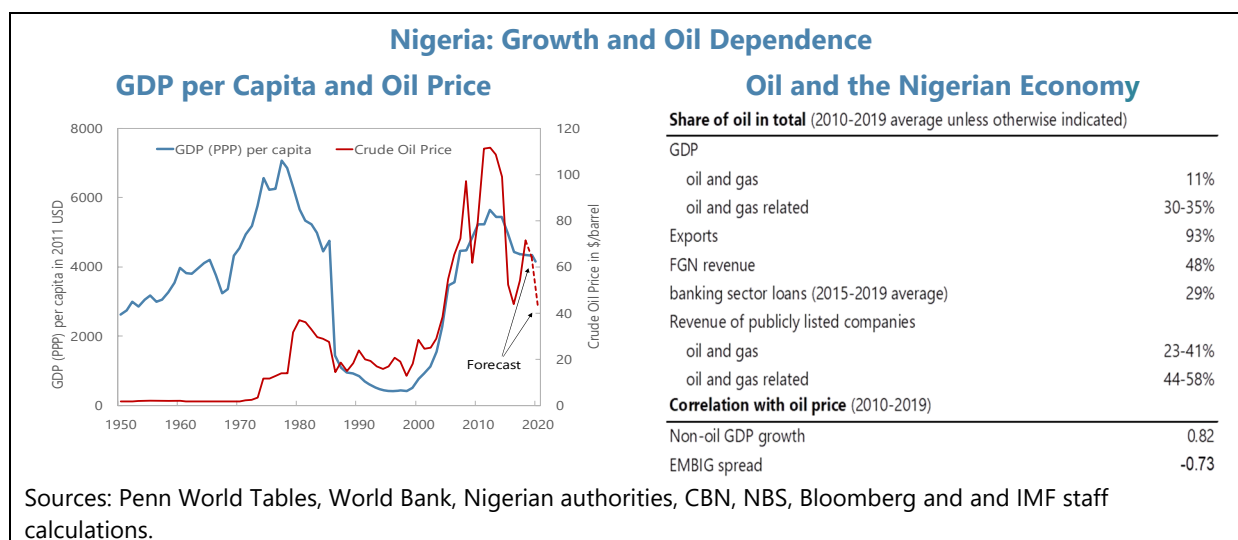 Nigeria: Growth and Oil Dependence
GDP per Capita and Oil Price
8000
6000
4000
2000
0
GDP (PPP) per capita in 2011 USD
GDP (PPP) per capita
Crude Oil Price
120
100
80
60
40
20
0
Crude Oil Price in $/barrel
Forecast
1950 1960 1970 1980 1990 2000 2010 2020
Oil and the Nigerian Economy
Share of oil in total (2010-2019 average unless otherwise indicated)
GDP
oil and gas 11%
oil and gas related 30-35%
Exports 93%
FGN revenue 48%
banking sector loans (2015-2019 average) 29%
Revenue of publicly listed companies
oil and gas 23-41%
oil and gas related 44-58%
Correlation with oil price (2010-2019)
Non-oil GDP growth 0.82
EMBIG spread -0.73
Sources: Penn World Tables, World Bank, Nigerian authorities, CBN, NBS, Bloomberg and and IMF staff
calculations.